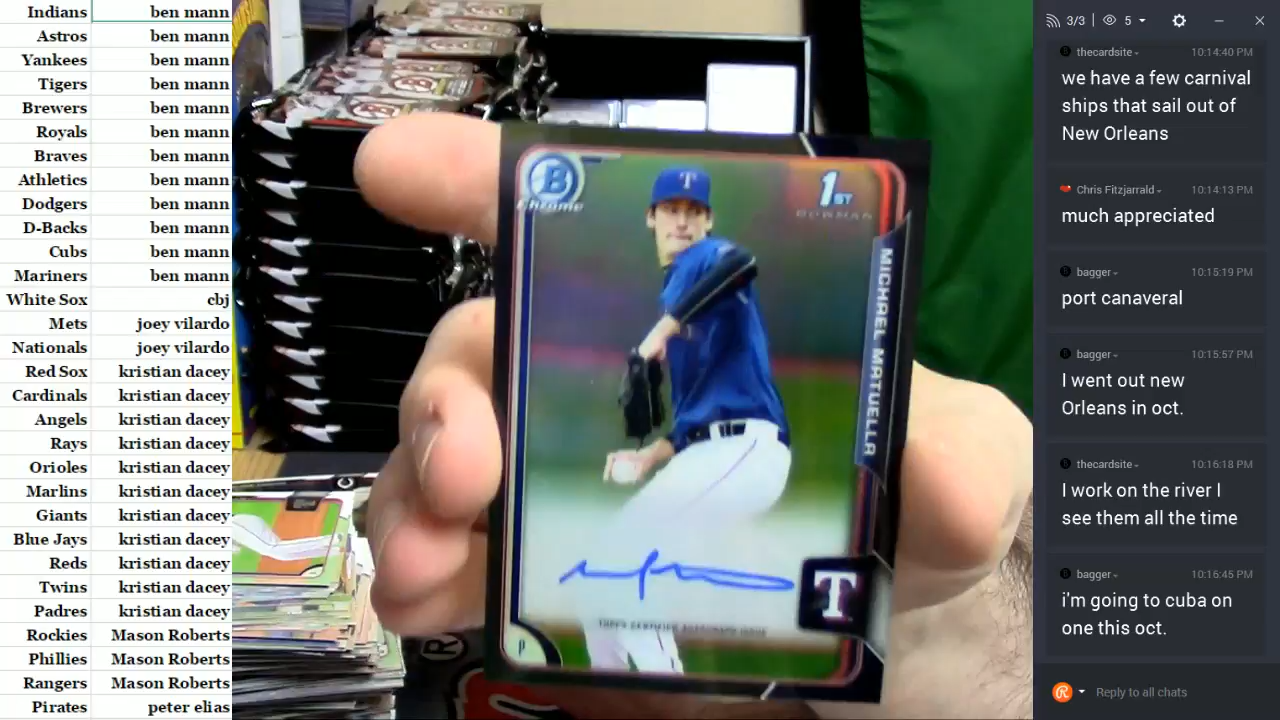 Indians ben mann
Astros ben mann
Yankees ben mann
Tigers ben mann
Brewers ben mann
Royals ben mann
Braves ben mann
Athletics ben mann
Dodgers ben mann
D-Backs ben mann
Cubs ben mann
Mariners ben mann
White Sox cbj
Mets joey vilardo
Nationals joey vilardo
Red Sox kristian dacey
Cardinals kristian dacey
Angels kristian dacey
Rays kristian dacey
Orioles kristian dacey
Marlins kristian dacey
Giants kristian dacey
Blue Jays kristian dacey
Reds kristian dacey
Twins kristian dacey
Padres kristian dacey
Rockies Mason Roberts
Phillies Mason Roberts
Rangers Mason Roberts
Pirates peter elias
B
Chrome
T
1ST
BOWMAN
MICHAEL MATUELLA
T
TOPPS CERTIFIED AUTOGRAPH ISSUE
P
3/3 5
thecardsite 10:14:40 PM
we have a few carnival
ships that sail out of
New Orleans
Chris Fitzjarrald 10:14:13 PM
much appreciated
bagger 10:15:19 PM
port canaveral
bagger 10:15:57 PM
I went out new
Orleans in oct.
thecardsite 10:16:18 PM
I work on the river I
see them all the time
bagger 10:16:45 PM
i'm going to cuba on
one this oct.
Reply to all chats